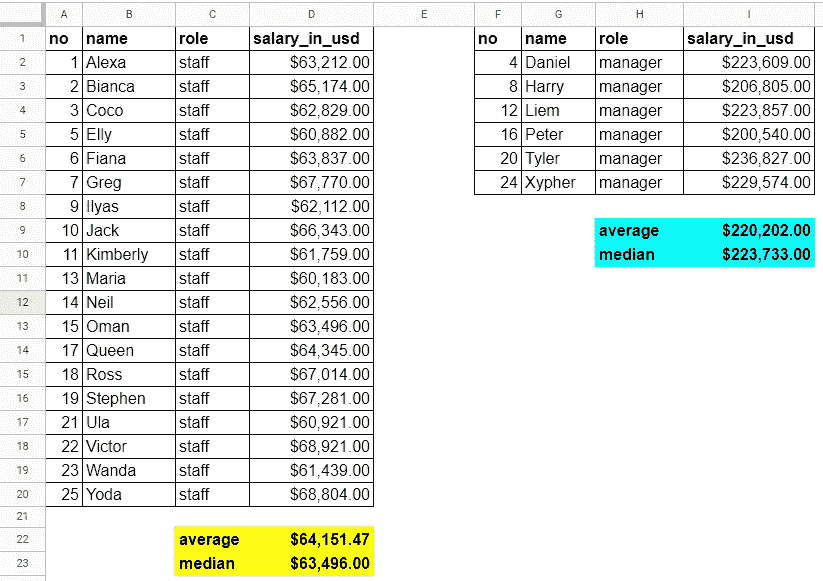 A B C D E F G H I
1 no name role salary_in_usd no name role salary_in_usd
2 1 Alexa staff $63,212.00 4 Daniel manager $223,609.00
3 2 Bianca staff $65,174.00 8 Harry manager $206,805.00
4 3 Coco staff $62,829.00 12 Liem manager $223,857.00
5 5 Elly staff $60,882.00 16 Peter manager $200,540.00
6 6 Fiana staff $63,837.00 20 Tyler manager $236,827.00
7 7 Greg staff $67,770.00 24 Xypher manager $229,574.00
8 9 Ilyas staff $62,112.00
9 10 Jack staff $66,343.00 average $220,202.00
10 11 Kimberly staff $61,759.00 median $223,733.00
11 13 Maria staff $60,183.00
12 14 Neil staff $62,556.00
13 15 Oman staff $63,496.00
14 17 Queen staff $64,345.00
15 18 Ross staff $67,014.00
16 19 Stephen staff $67,281.00
17 21 Ula staff $60,921.00
18 22 Victor staff $68,921.00
19 23 Wanda staff $61,439.00
20 25 Yoda staff $68,804.00
21
22 average $64,151.47
23 median $63,496.00